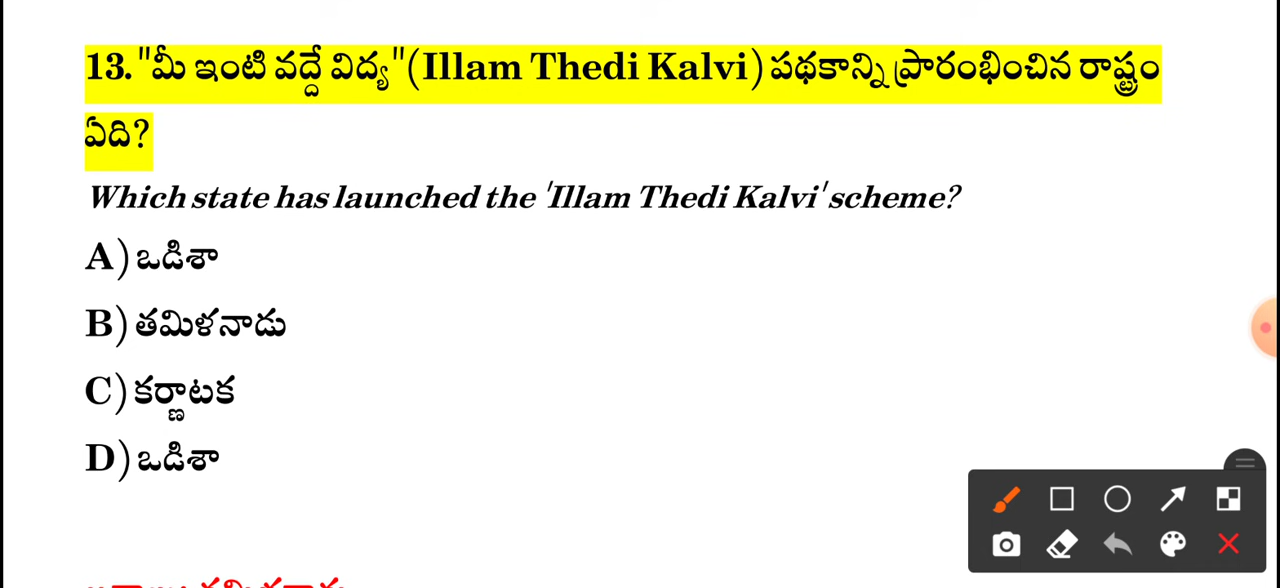 13."మీ ఇంటి వద్దే విద్య"(Illam Thedi Kalvi) పథకాన్ని ప్రారంభించిన రాష్ట్రం
ఏది?
Which state has launched the 'Illam Thedi Kalvi' scheme?
A) ఒడిశా
B) తమిళనాడు
C) కర్ణాటక
D) ఒడిశా